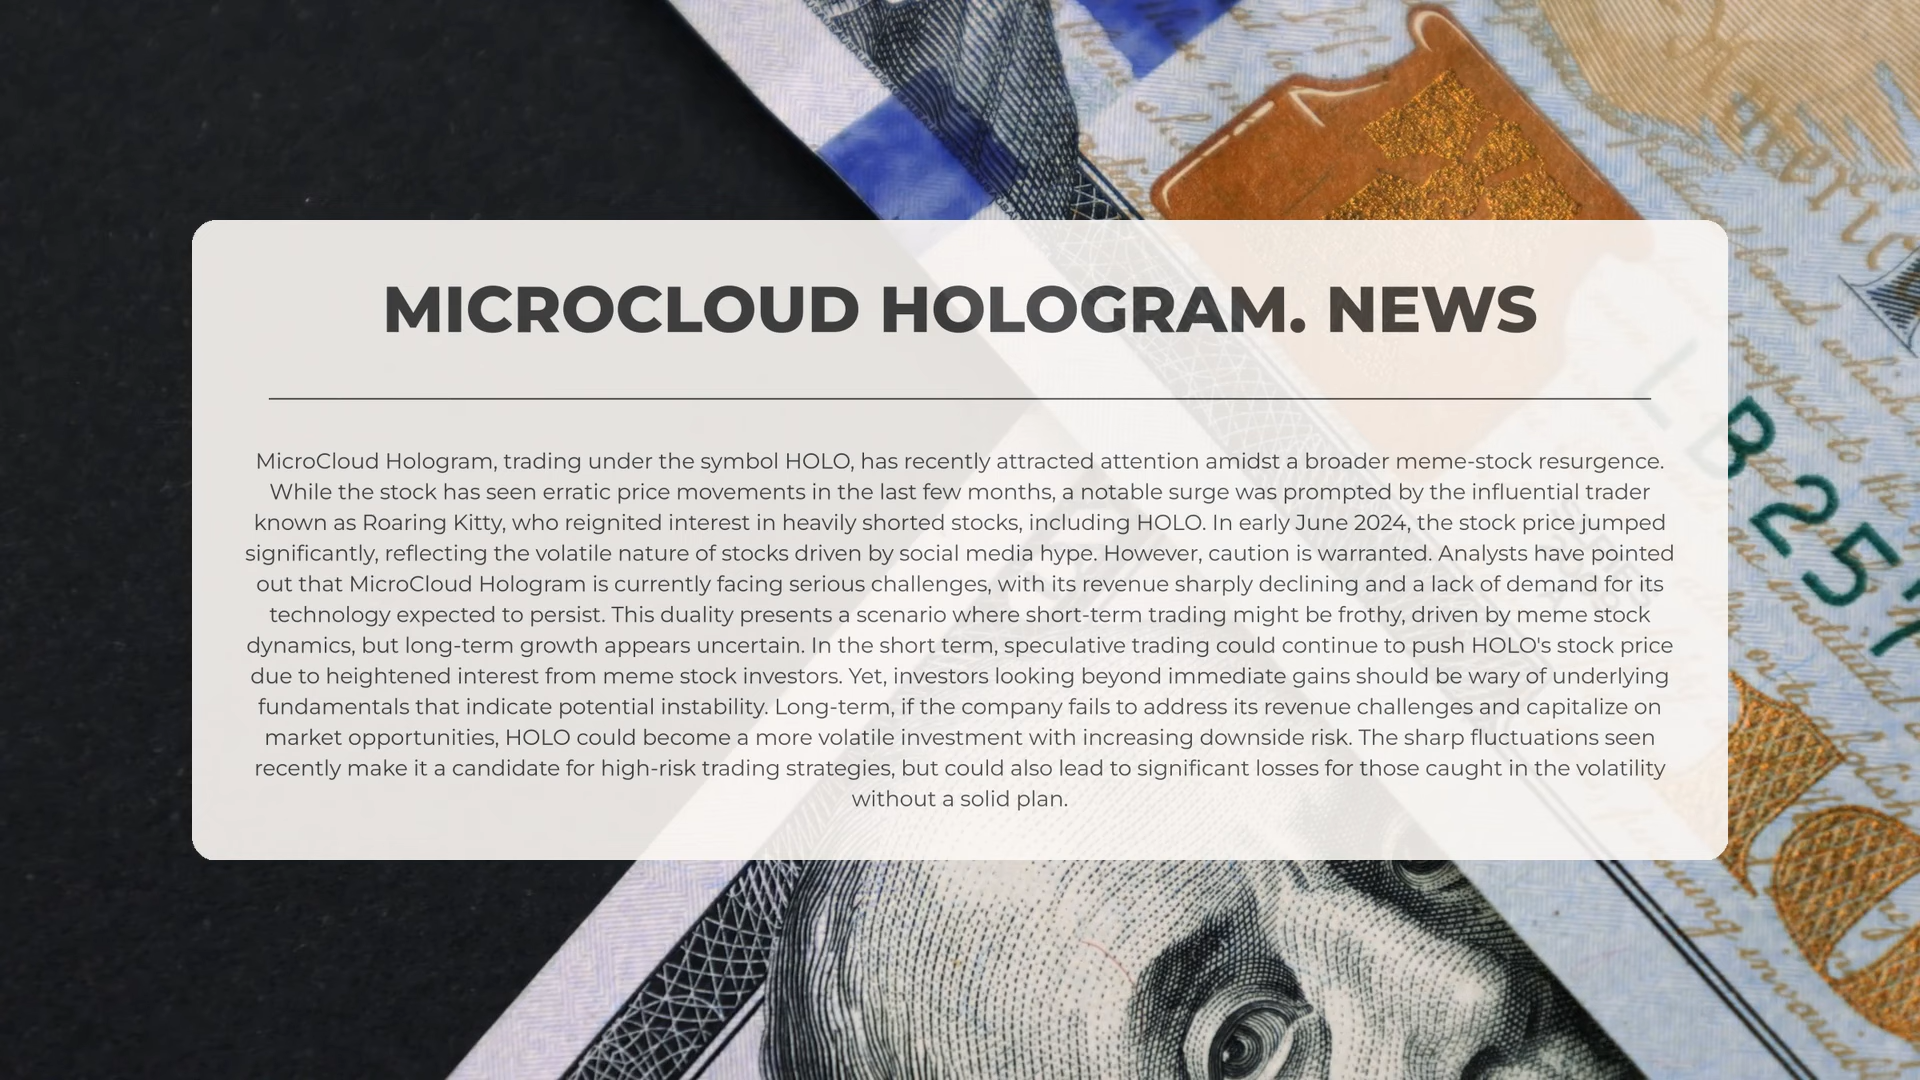 MICROCLOUD HOLOGRAM. NEWS
MicroCloud Hologram, trading under the symbol HOLO, has recently attracted attention amidst a broader meme-stock resurgence.
While the stock has seen erratic price movements in the last few months, a notable surge was prompted by the influential trader
known as Roaring Kitty, who reignited interest in heavily shorted stocks, including HOLO. In early June 2024, the stock price jumped
significantly, reflecting the volatile nature of stocks driven by social media hype. However, caution is warranted. Analysts have pointed
out that MicroCloud Hologram is currently facing serious challenges, with its revenue sharply declining and a lack of demand for its
technology expected to persist. This duality presents a scenario where short-term trading might be frothy, driven by meme stock
dynamics, but long-term growth appears uncertain. In the short term, speculative trading could continue to push HOLO's stock price
due to heightened interest from meme stock investors. Yet, investors looking beyond immediate gains should be wary of underlying
fundamentals that indicate potential instability. Long-term, if the company fails to address its revenue challenges and capitalize on
market opportunities, HOLO could become a more volatile investment with increasing downside risk. The sharp fluctuations seen
recently make it a candidate for high-risk trading strategies, but could also lead to significant losses for those caught in the volatility
without a solid plan.